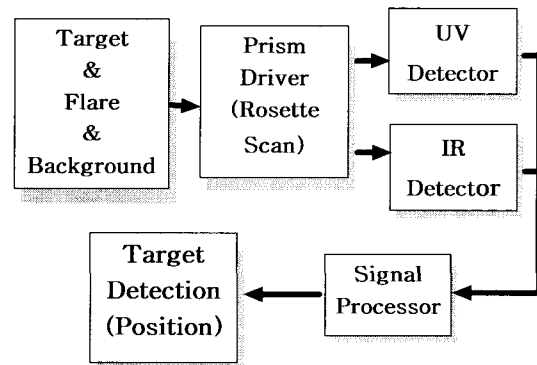 Target
&
Flare
&
Background
Prism
Driver
(Rosette
Scan)
UV
Detector
IR
Detector
Signal
Processor
Target
Detection
(Position)